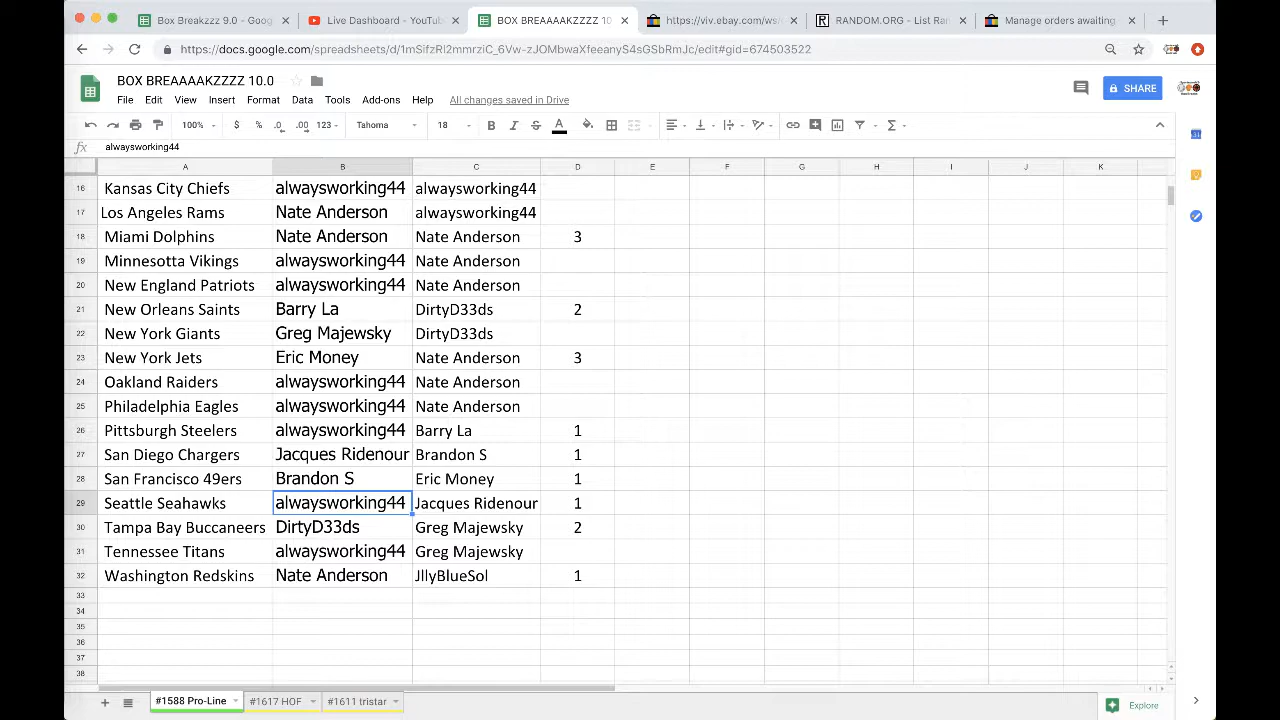 Box Breakzzz 9.0 - Goog
Live Dashboard - YouTu
BOX BREAAAAKZZZZ 10.0
https://viv.ebay.com/we
RANDOM.ORG - List Ran
Manage orders awaiting
https://docs.google.com/spreadsheets/d/
BOX BREAAAAKZZZZ 10.0
SHARE
File Edit View Insert Format Data Tools Add-ons Help All changes saved in Drive
100% $ % .0 .00 123 Tahoma 18 B I S A
fx alwaysworking44
A B C D E F G H I J K
16 Kansas City Chiefs alwaysworking44 alwaysworking44
17 Los Angeles Rams Nate Anderson alwaysworking44
18 Miami Dolphins Nate Anderson Nate Anderson 3
19 Minnesotta Vikings alwaysworking44 Nate Anderson
20 New England Patriots alwaysworking44 Nate Anderson
21 New Orleans Saints Barry La DirtyD33ds 2
22 New York Giants Greg Majewsky DirtyD33ds
23 New York Jets Eric Money Nate Anderson 3
24 Oakland Raiders alwaysworking44 Nate Anderson
25 Philadelphia Eagles alwaysworking44 Nate Anderson
26 Pittsburgh Steelers alwaysworking44 Barry La 1
27 San Diego Chargers Jacques Ridenour Brandon S 1
28 San Francisco 49ers Brandon S Eric Money 1
29 Seattle Seahawks alwaysworking44 Jacques Ridenour 1
30 Tampa Bay Buccaneers DirtyD33ds Greg Majewsky 2
31 Tennessee Titans alwaysworking44 Greg Majewsky
32 Washington Redskins Nate Anderson JllyBlueSol 1
33
34
35
36
37
38
#1588 Pro-Line #1617 HOF #1611 tristar
Explore